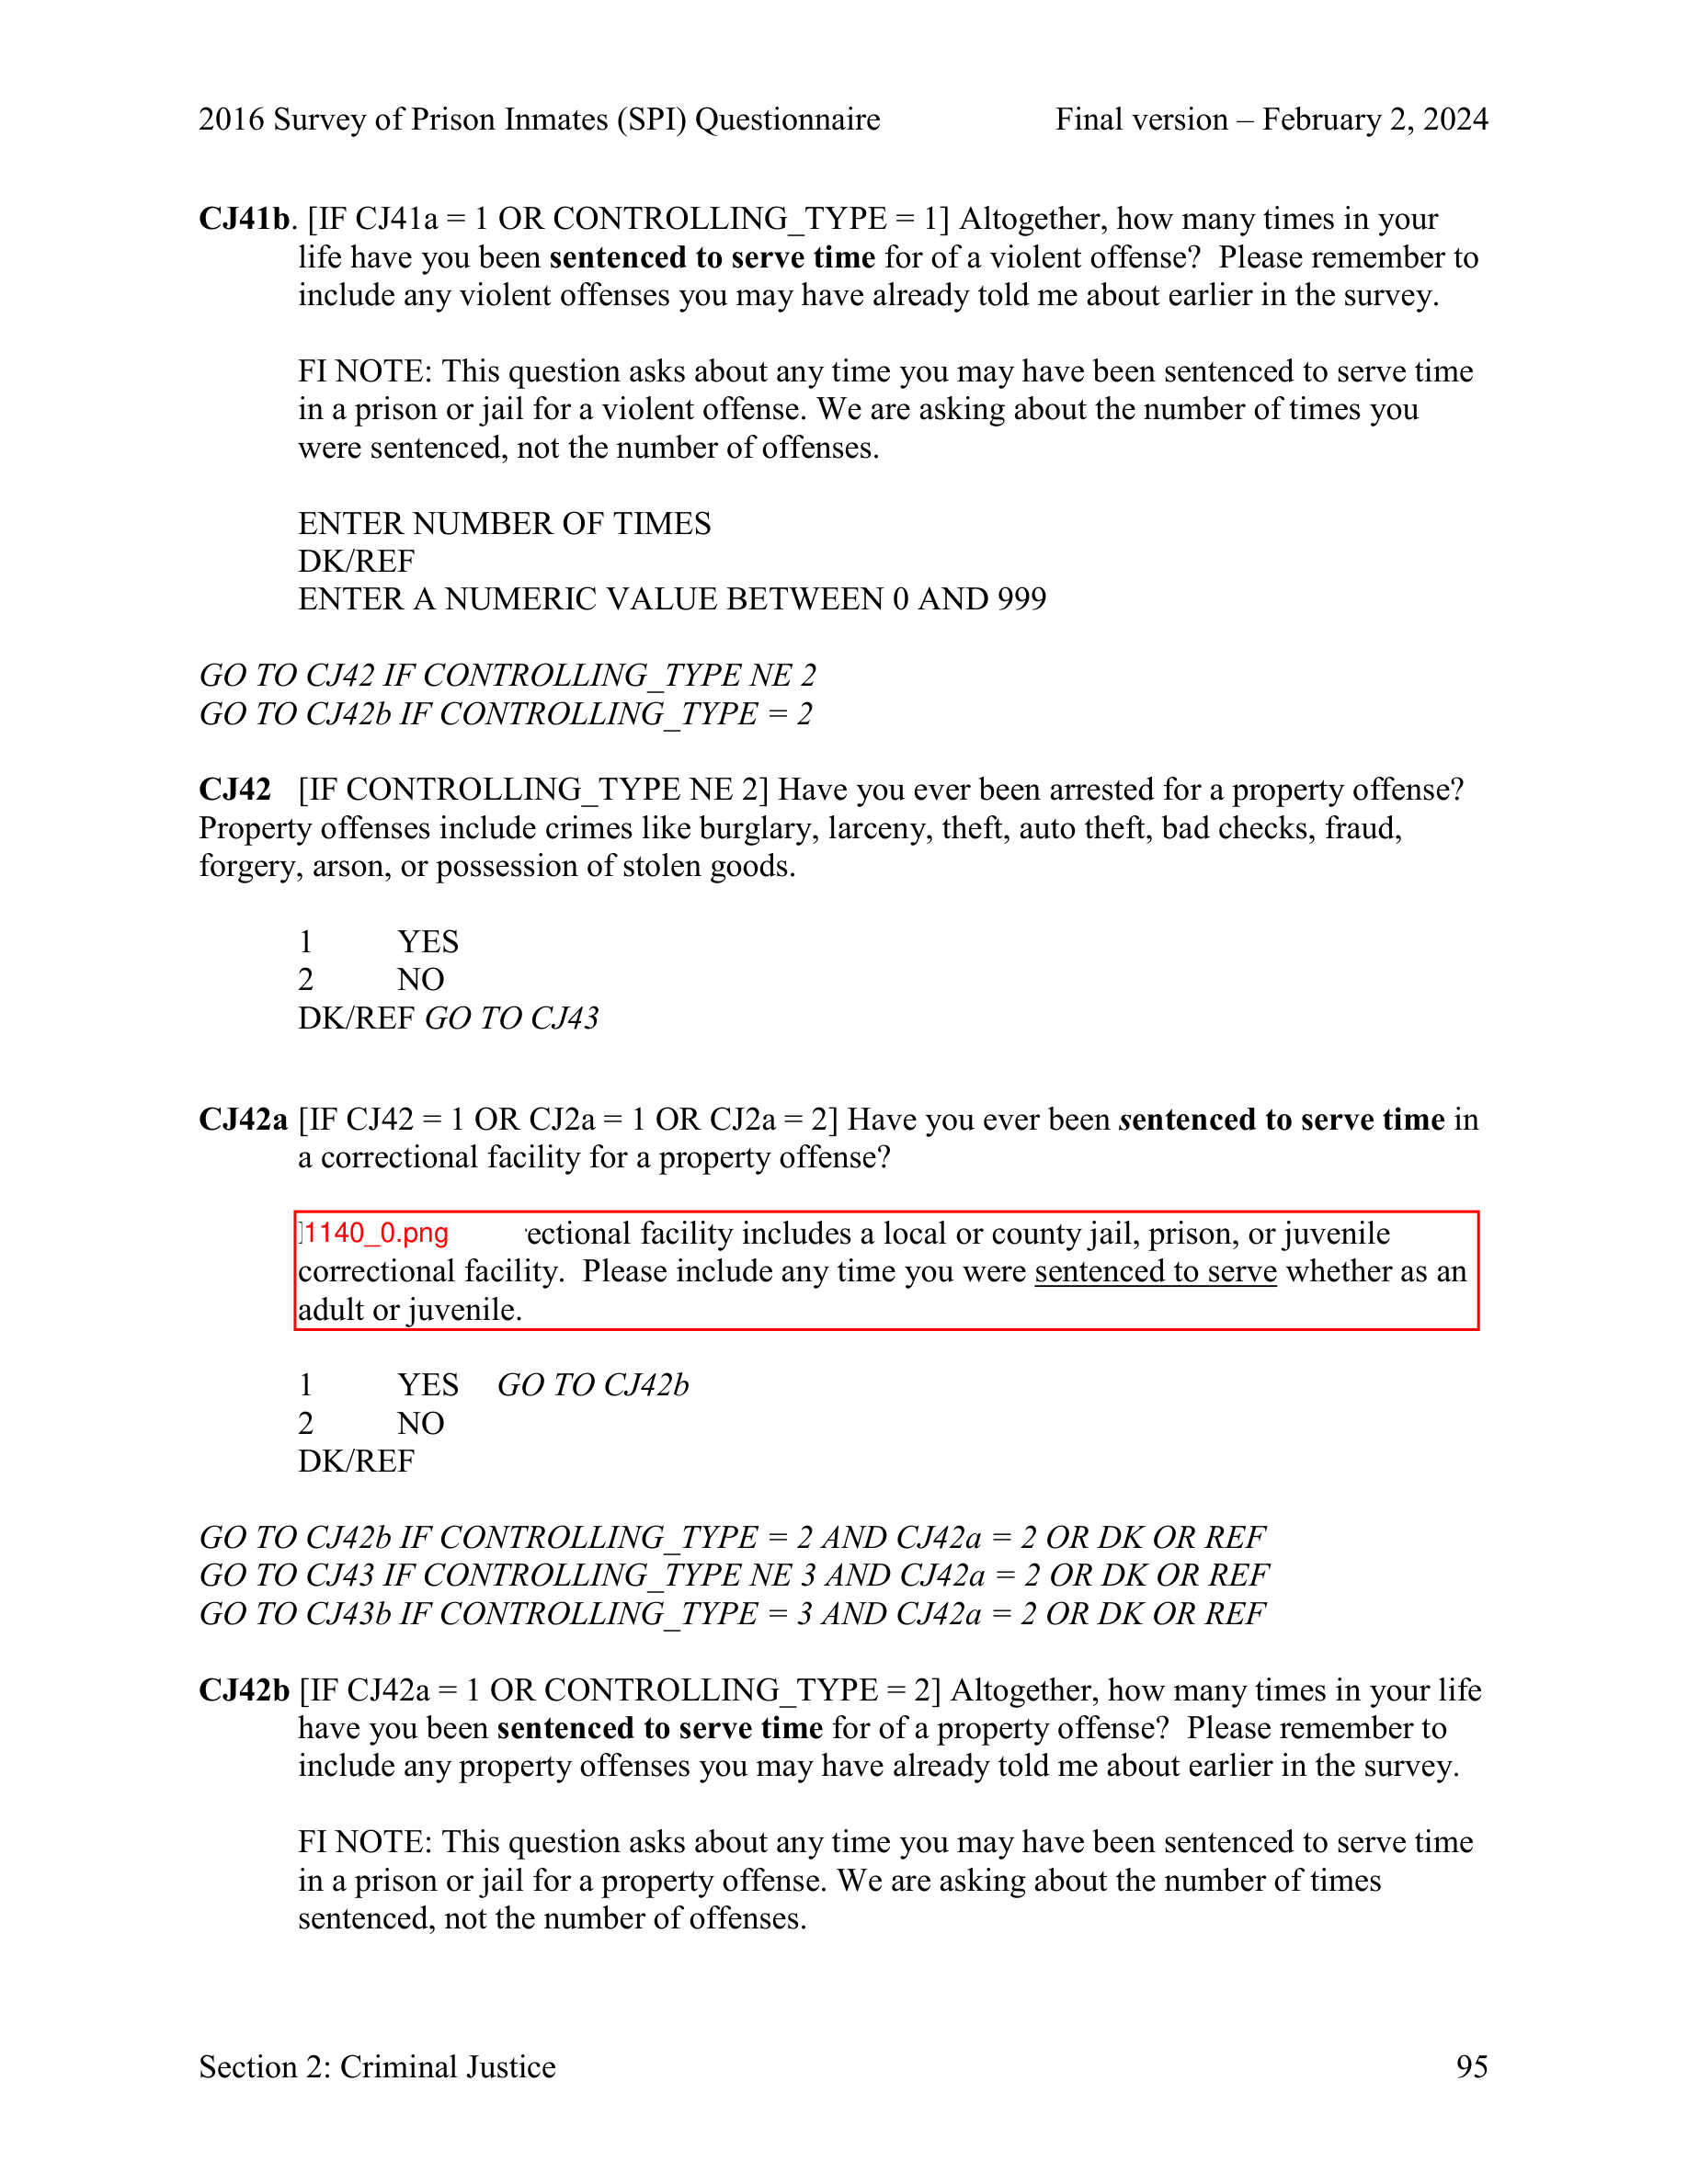 2016 Survey of Prison Inmates (SPI) Questionnaire Final version – February 2, 2024
CJ41b. [IF CJ41a = 1 OR CONTROLLING_TYPE = 1] Altogether, how many times in your
life have you been sentenced to serve time for of a violent offense?  Please remember to
include any violent offenses you may have already told me about earlier in the survey.
FI NOTE: This question asks about any time you may have been sentenced to serve time
in a prison or jail for a violent offense. We are asking about the number of times you
were sentenced, not the number of offenses.
ENTER NUMBER OF TIMES
DK/REF
ENTER A NUMERIC VALUE BETWEEN 0 AND 999
GO TO CJ42 IF CONTROLLING_TYPE NE 2
GO TO CJ42b IF CONTROLLING_TYPE = 2
CJ42 [IF CONTROLLING_TYPE NE 2] Have you ever been arrested for a property offense?
Property offenses include crimes like burglary, larceny, theft, auto theft, bad checks, fraud,
forgery, arson, or possession of stolen goods.
1 YES
2 NO
DK/REF GO TO CJ43
CJ42a [IF CJ42 = 1 OR CJ2a = 1 OR CJ2a = 2] Have you ever been sentenced to serve time in
a correctional facility for a property offense?
1140_0.png rectional facility includes a local or county jail, prison, or juvenile
correctional facility.  Please include any time you were sentenced to serve whether as an
adult or juvenile.
1 YES GO TO CJ42b
2 NO
DK/REF
GO TO CJ42b IF CONTROLLING_TYPE = 2 AND CJ42a = 2 OR DK OR REF
GO TO CJ43 IF CONTROLLING_TYPE NE 3 AND CJ42a = 2 OR DK OR REF
GO TO CJ43b IF CONTROLLING_TYPE = 3 AND CJ42a = 2 OR DK OR REF
CJ42b [IF CJ42a = 1 OR CONTROLLING_TYPE = 2] Altogether, how many times in your life
have you been sentenced to serve time for of a property offense?  Please remember to
include any property offenses you may have already told me about earlier in the survey.
FI NOTE: This question asks about any time you may have been sentenced to serve time
in a prison or jail for a property offense. We are asking about the number of times
sentenced, not the number of offenses.
Section 2: Criminal Justice 95